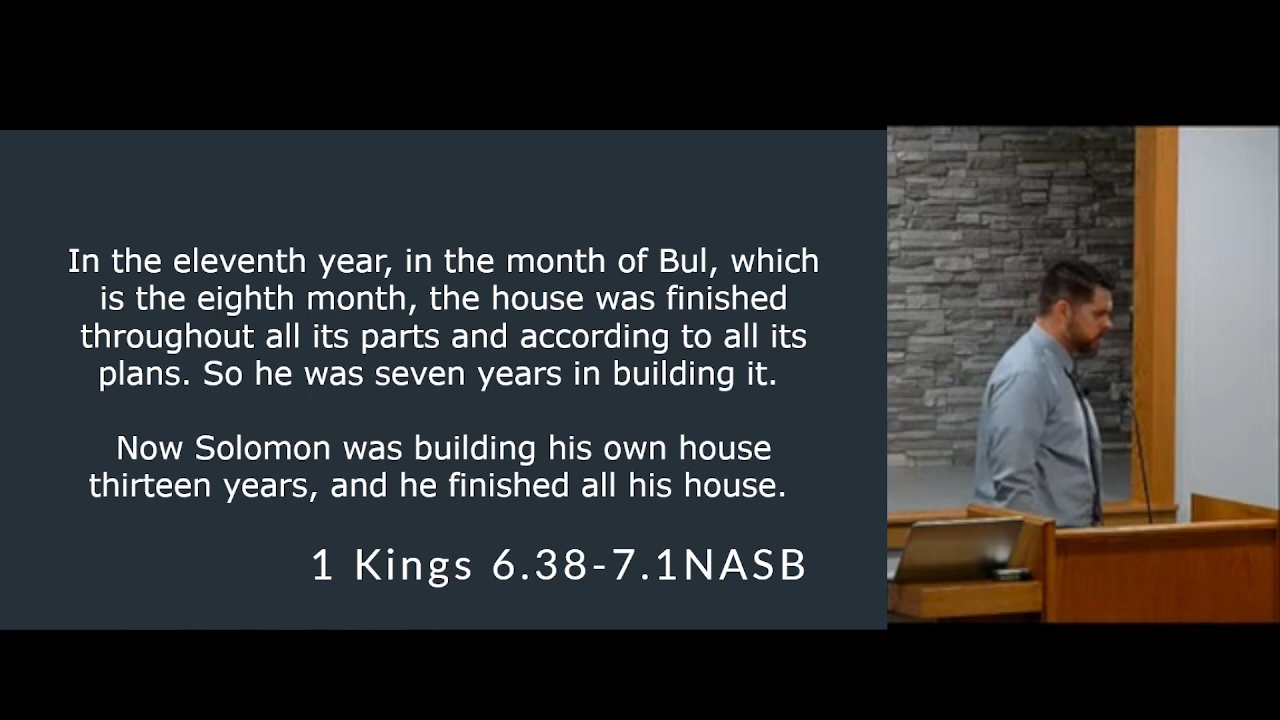 In the eleventh year, in the month of Bul, which
is the eighth month, the house was finished
throughout all its parts and according to all its
plans. So he was seven years in building it.
Now Solomon was building his own house
thirteen years, and he finished all his house.
1 Kings 6.38-7.1NASB